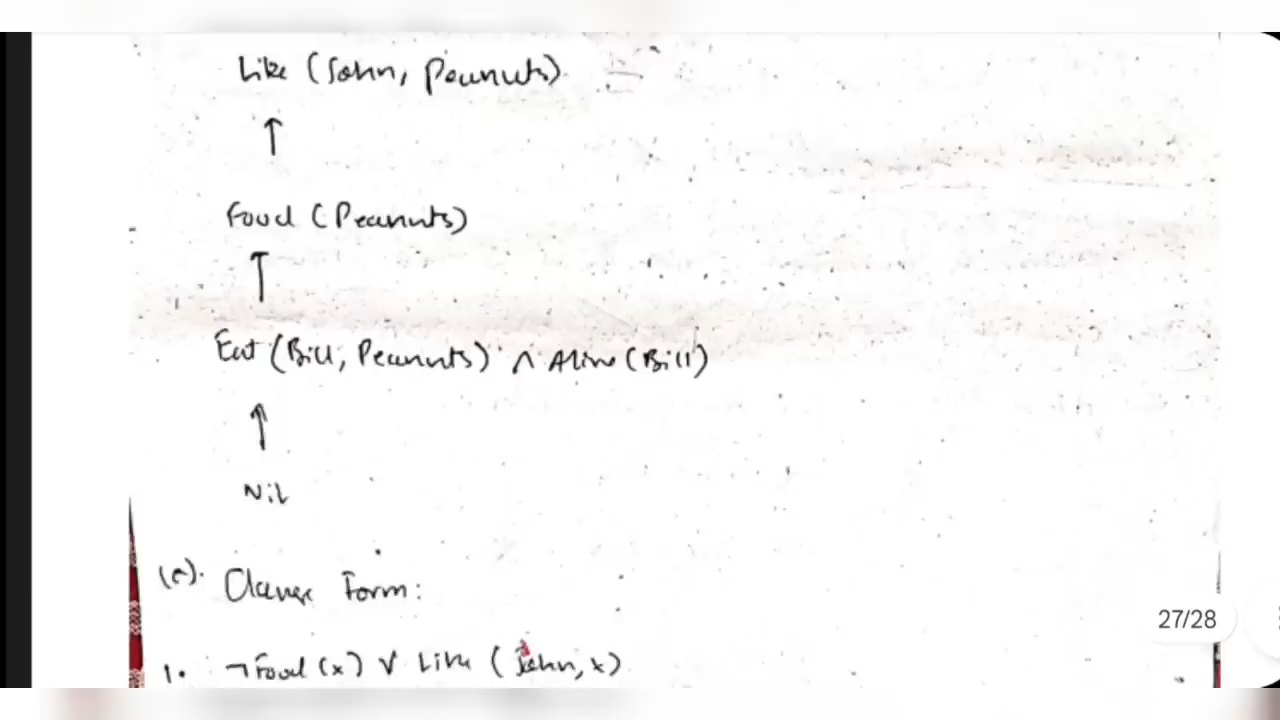 Like (John, Peanuts)
↑
Food (Peanuts)
↑
Eat (Bill, Peanuts) ∧ Alive (Bill)
↑
Nil
Clause Form:
27/28
1. ¬Food (x) ∨ Like (John, x)